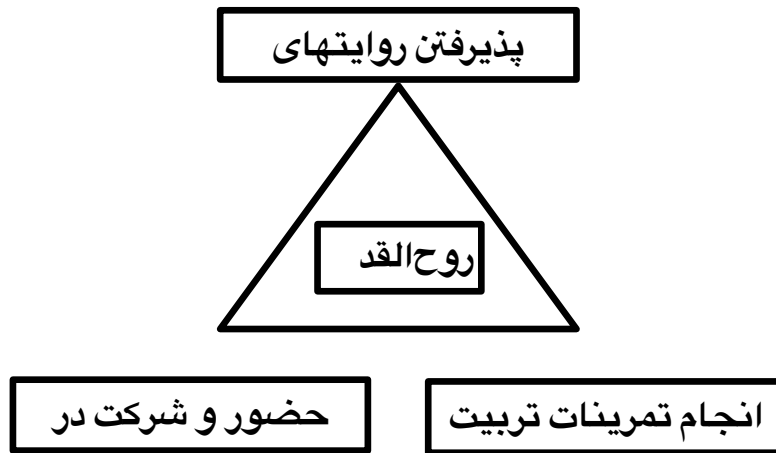 پذیرفتن روایتهای
روح‌القد
انجام تمرینات تربیت
حضور و شرکت در